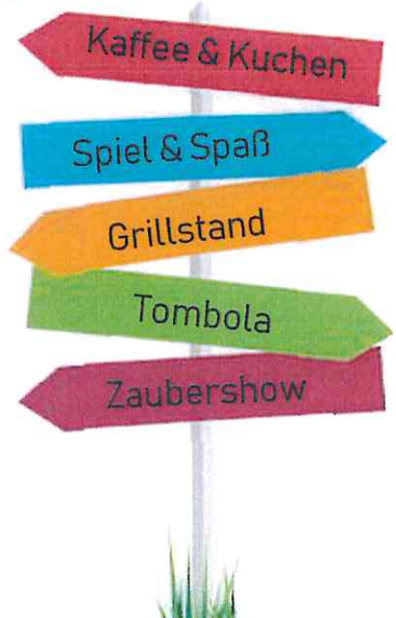 Kaffee & Kuchen
Spiel & Spaß
Grillstand
Tombola
Zaubershow